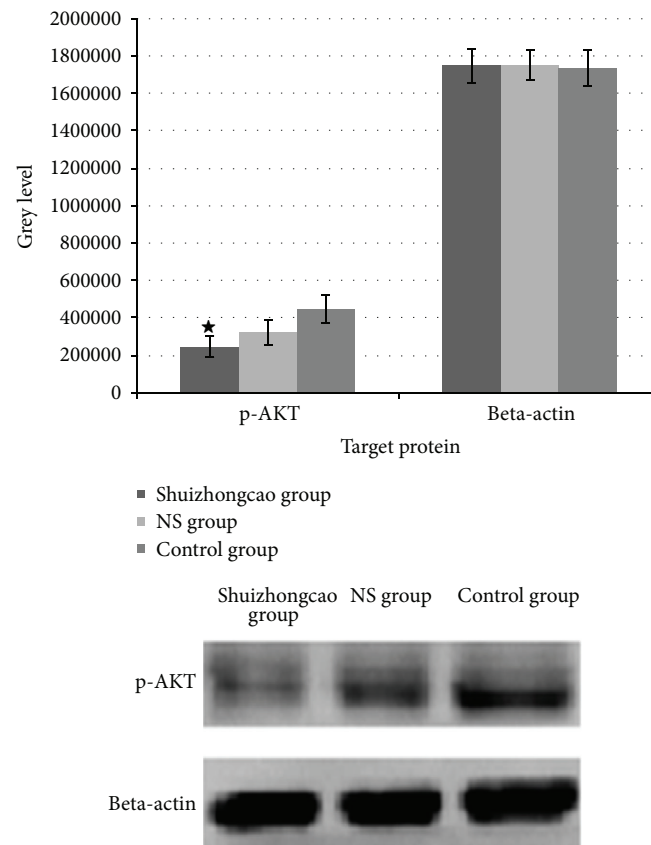 2000000
1800000
1600000
1400000
1200000
1000000
800000
600000
400000
200000
0
Grey level
★
p-AKT
Beta-actin
Target protein
Shuizhongcao group
NS group
Control group
Shuizhongcao
group
NS group
Control group
p-AKT
Beta-actin